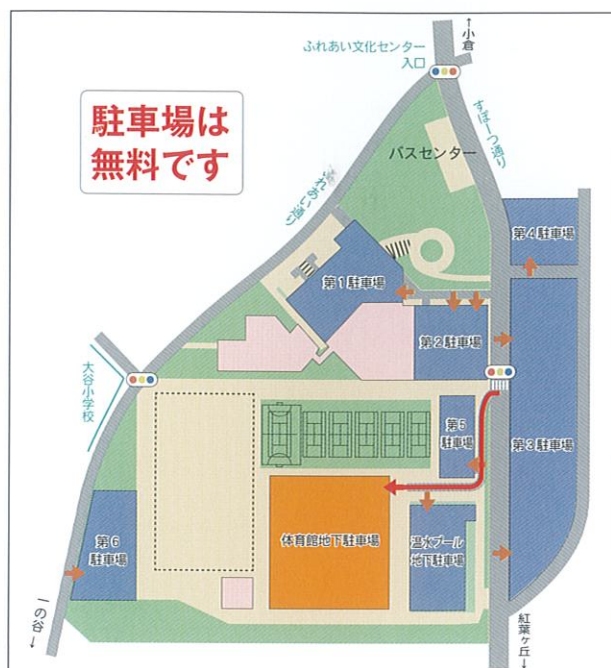 ↑小倉
ふれあい文化センター
入口
すぽーつ通り
駐車場は
無料です
バスセンター
ふれあい通り
第4駐車場
第1駐車場
第2駐車場
大谷小学校
第5
駐車場
第3駐車場
体育館地下駐車場
温水プール
地下駐車場
第6
駐車場
一の谷→
紅葉ヶ丘→